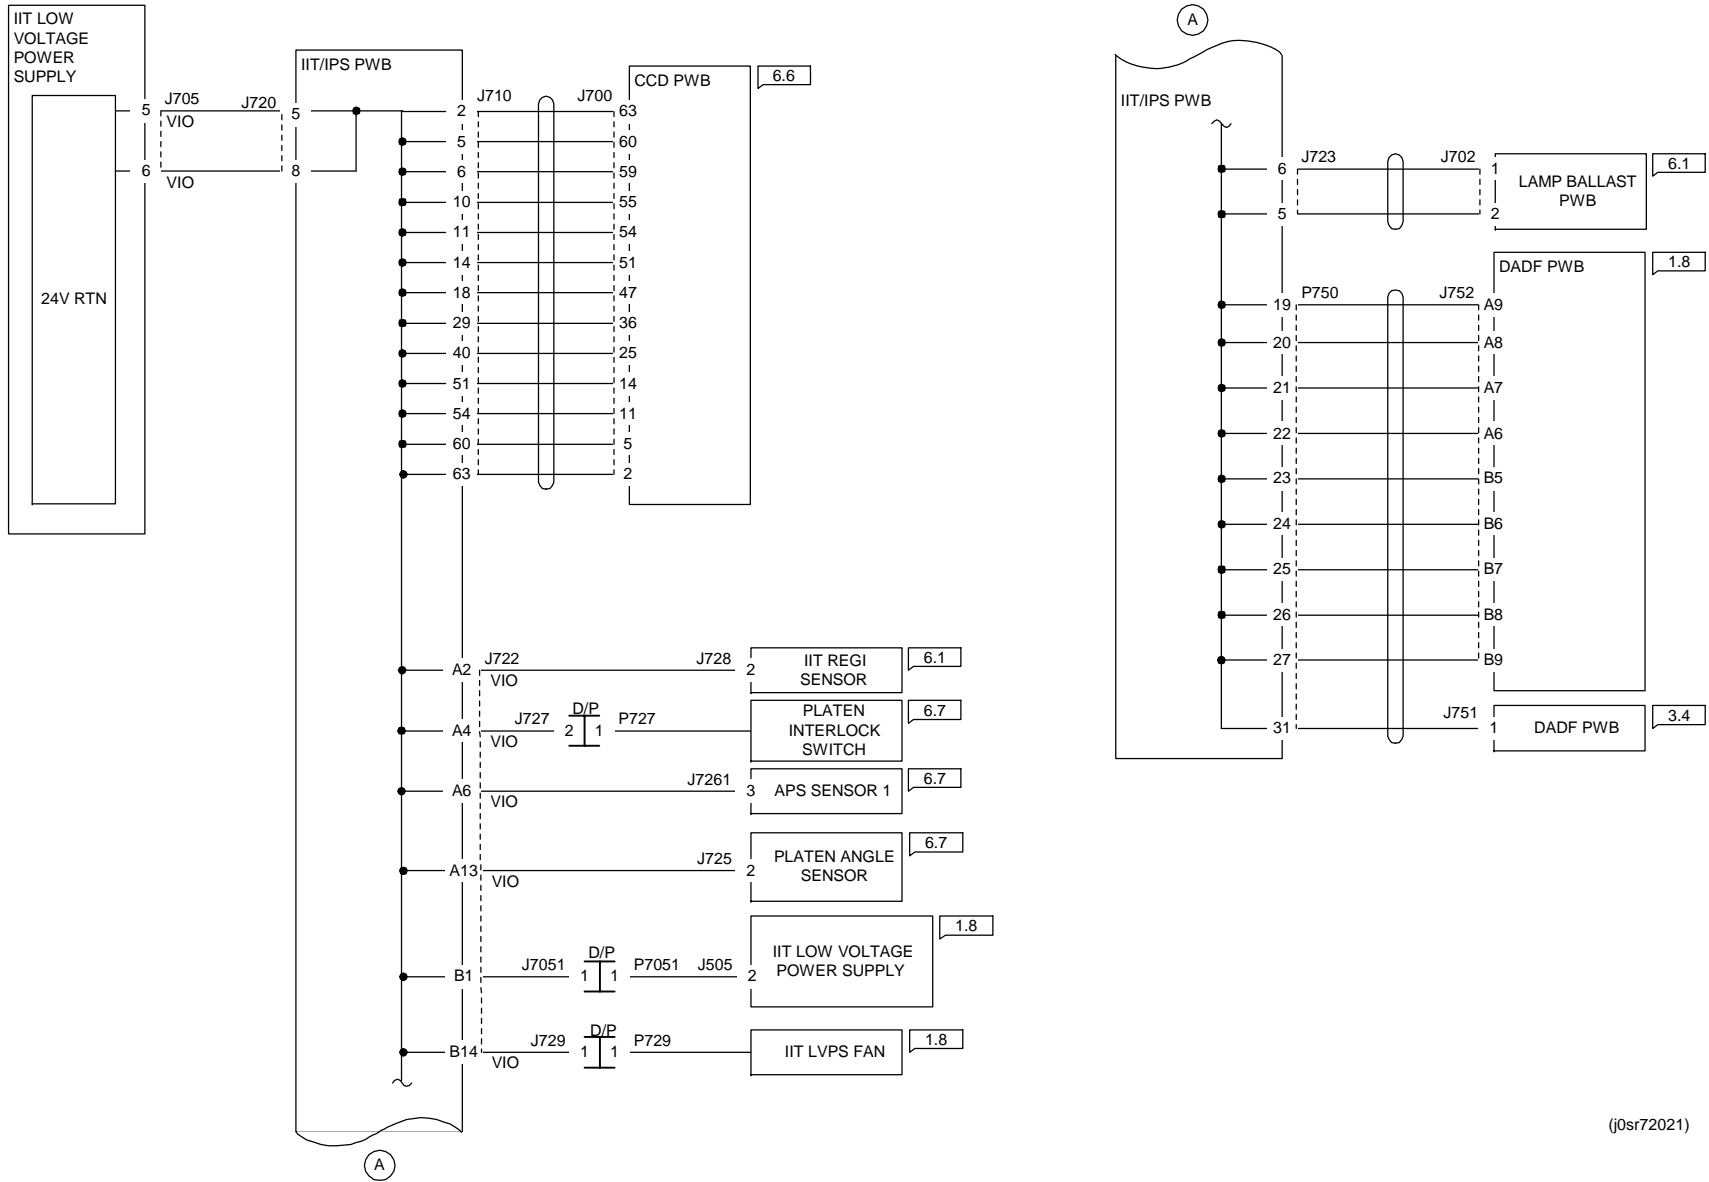 IIT LOW
VOLTAGE
POWER
SUPPLY
24V RTN
5 J705 J720 5
VIO
6 8
VIO
IIT/IPS PWB
CCD PWB
6.6
2 J710 J700 63
5 60
6 59
10 55
11 54
14 51
18 47
29 36
40 25
51 14
54 11
60 5
63 2
A2 J722 J728 2
VIO
IIT REGI
SENSOR
6.1
A4 J727 D/P P727
VIO 2 1
PLATEN
INTERLOCK
SWITCH
6.7
A6 J7261 3
VIO
APS SENSOR 1
6.7
A13 J725 2
VIO
PLATEN ANGLE
SENSOR
6.7
B1 J7051 D/P P7051 J505
1 1 2
IIT LOW VOLTAGE
POWER SUPPLY
1.8
B14 J729 D/P P729
VIO 1 1
IIT LVPS FAN
1.8
A
A
IIT/IPS PWB
6 J723 J702 1
5 2
LAMP BALLAST
PWB
6.1
DADF PWB
1.8
19 P750 J752 A9
20 A8
21 A7
22 A6
23 B5
24 B6
25 B7
26 B8
27 B9
31 J751 1
DADF PWB
3.4
(j0sr72021)